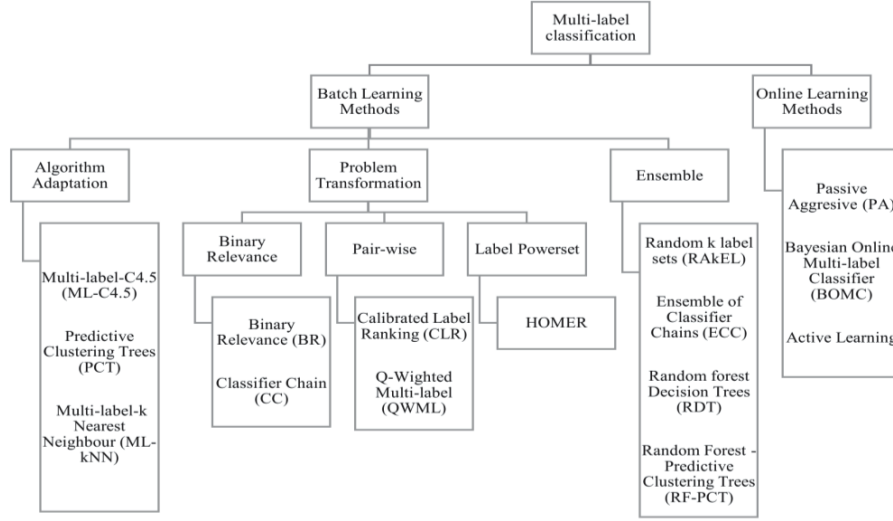 Multi-label
classification
Batch Learning
Methods
Online Learning
Methods
Algorithm
Adaptation
Problem
Transformation
Ensemble
Passive
Aggresive (PA)
Bayesian Online
Multi-label
Classifier
(BOMC)
Active Learning
Binary
Relevance
Pair-wise
Label Powerset
Multi-label-C4.5
(ML-C4.5)
Predictive
Clustering Trees
(PCT)
Multi-label-k
Nearest
Neighbour (ML-
kNN)
Binary
Relevance (BR)
Classifier Chain
(CC)
Calibrated Label
Ranking (CLR)
Q-Wighted
Multi-label
(QWML)
HOMER
Random k label
sets (RAkEL)
Ensemble of
Classifier
Chains (ECC)
Random forest
Decision Trees
(RDT)
Random Forest -
Predictive
Clustering Trees
(RF-PCT)